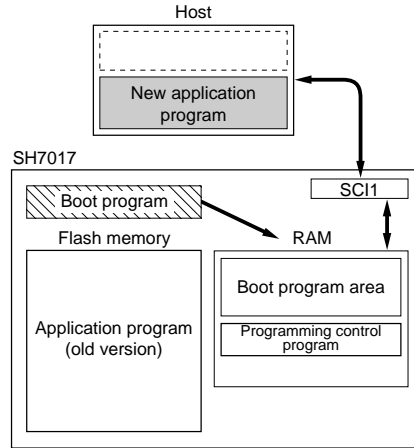 Host
New application
program
SH7017
SCI1
Boot program
Flash memory
RAM
Boot program area
Application program
(old version)
Programming control
program